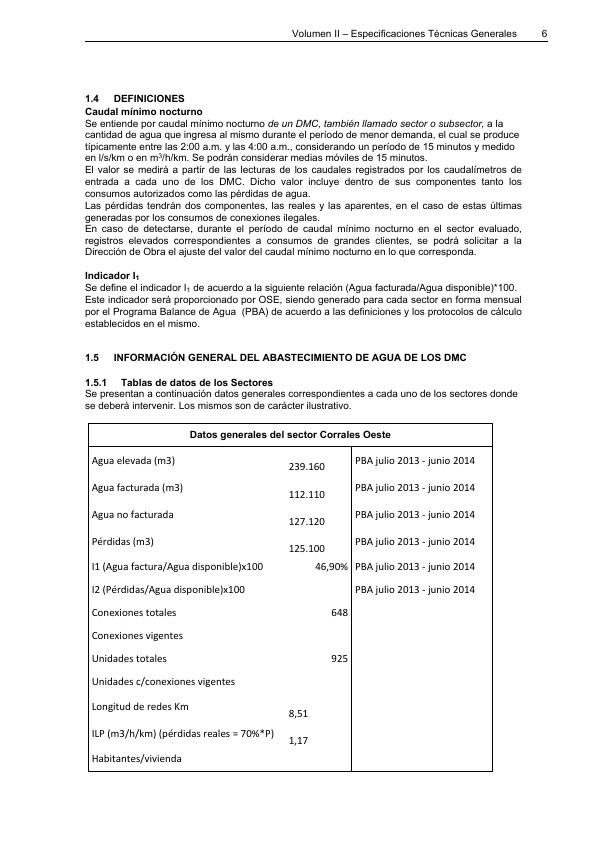 Volumen II – Especificaciones Técnicas Generales 6
1.4 DEFINICIONES
Caudal mínimo nocturno
Se entiende por caudal mínimo nocturno de un DMC, también llamado sector o subsector, a la
cantidad de agua que ingresa al mismo durante el período de menor demanda, el cual se produce
típicamente entre las 2:00 a.m. y las 4:00 a.m., considerando un período de 15 minutos y medido
en l/s/km o en m³/h/km. Se podrán considerar medias móviles de 15 minutos.
El valor se medirá a partir de las lecturas de los caudales registrados por los caudalímetros de
entrada a cada uno de los DMC. Dicho valor incluye dentro de sus componentes tanto los
consumos autorizados como las pérdidas de agua.
Las pérdidas tendrán dos componentes, las reales y las aparentes, en el caso de estas últimas
generadas por los consumos de conexiones ilegales.
En caso de detectarse, durante el período de caudal mínimo nocturno en el sector evaluado,
registros elevados correspondientes a consumos de grandes clientes, se podrá solicitar a la
Dirección de Obra el ajuste del valor del caudal mínimo nocturno en lo que corresponda.
Indicador I₁
Se define el indicador I₁ de acuerdo a la siguiente relación (Agua facturada/Agua disponible)*100.
Este indicador será proporcionado por OSE, siendo generado para cada sector en forma mensual
por el Programa Balance de Agua (PBA) de acuerdo a las definiciones y los protocolos de cálculo
establecidos en el mismo.
1.5 INFORMACIÓN GENERAL DEL ABASTECIMIENTO DE AGUA DE LOS DMC
1.5.1 Tablas de datos de los Sectores
Se presentan a continuación datos generales correspondientes a cada uno de los sectores donde
se deberá intervenir. Los mismos son de carácter ilustrativo.
Datos generales del sector Corrales Oeste
Agua elevada (m3) 239.160 PBA julio 2013 - junio 2014
Agua facturada (m3) 112.110 PBA julio 2013 - junio 2014
Agua no facturada 127.120 PBA julio 2013 - junio 2014
Pérdidas (m3) 125.100 PBA julio 2013 - junio 2014
I1 (Agua factura/Agua disponible)x100 46,90% PBA julio 2013 - junio 2014
I2 (Pérdidas/Agua disponible)x100 PBA julio 2013 - junio 2014
Conexiones totales 648
Conexiones vigentes
Unidades totales 925
Unidades c/conexiones vigentes
Longitud de redes Km 8,51
ILP (m3/h/km) (pérdidas reales = 70%*P) 1,17
Habitantes/vivienda